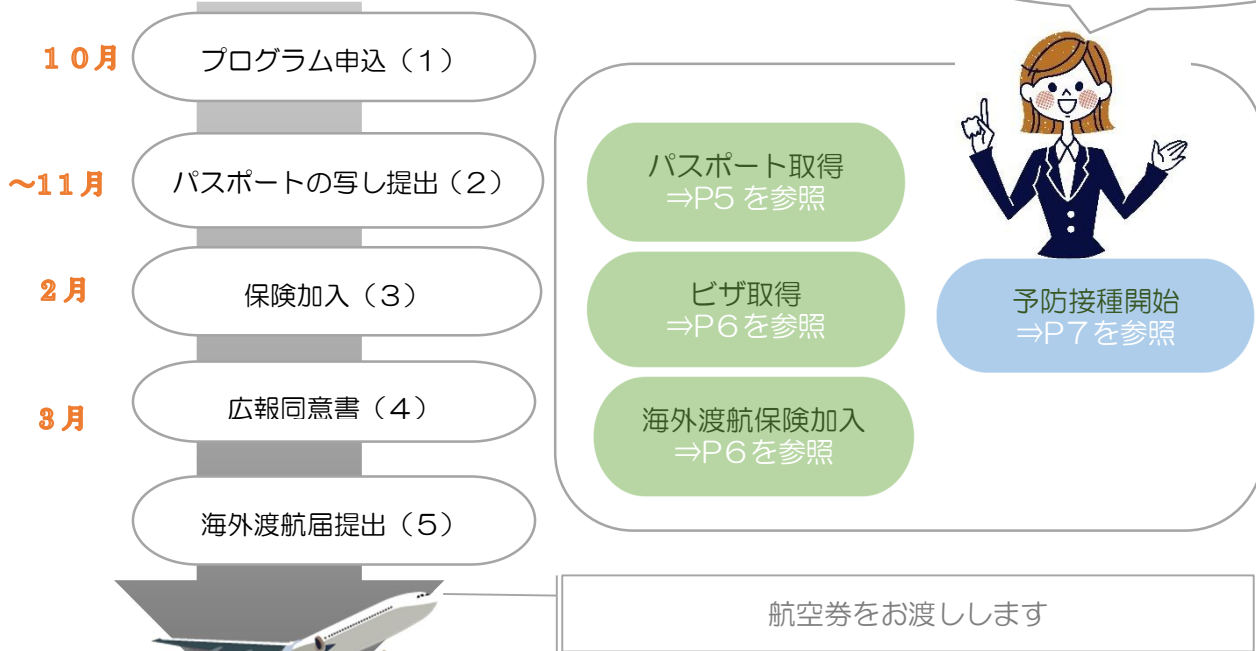 10月
プログラム申込（1）
～11月
パスポートの写し提出（2）
2月
保険加入（3）
3月
広報同意書（4）
海外渡航届提出（5）
パスポート取得
⇒P5 を参照
ビザ取得
⇒P６を参照
海外渡航保険加入
⇒P６を参照
予防接種開始
⇒P７を参照
航空券をお渡しします